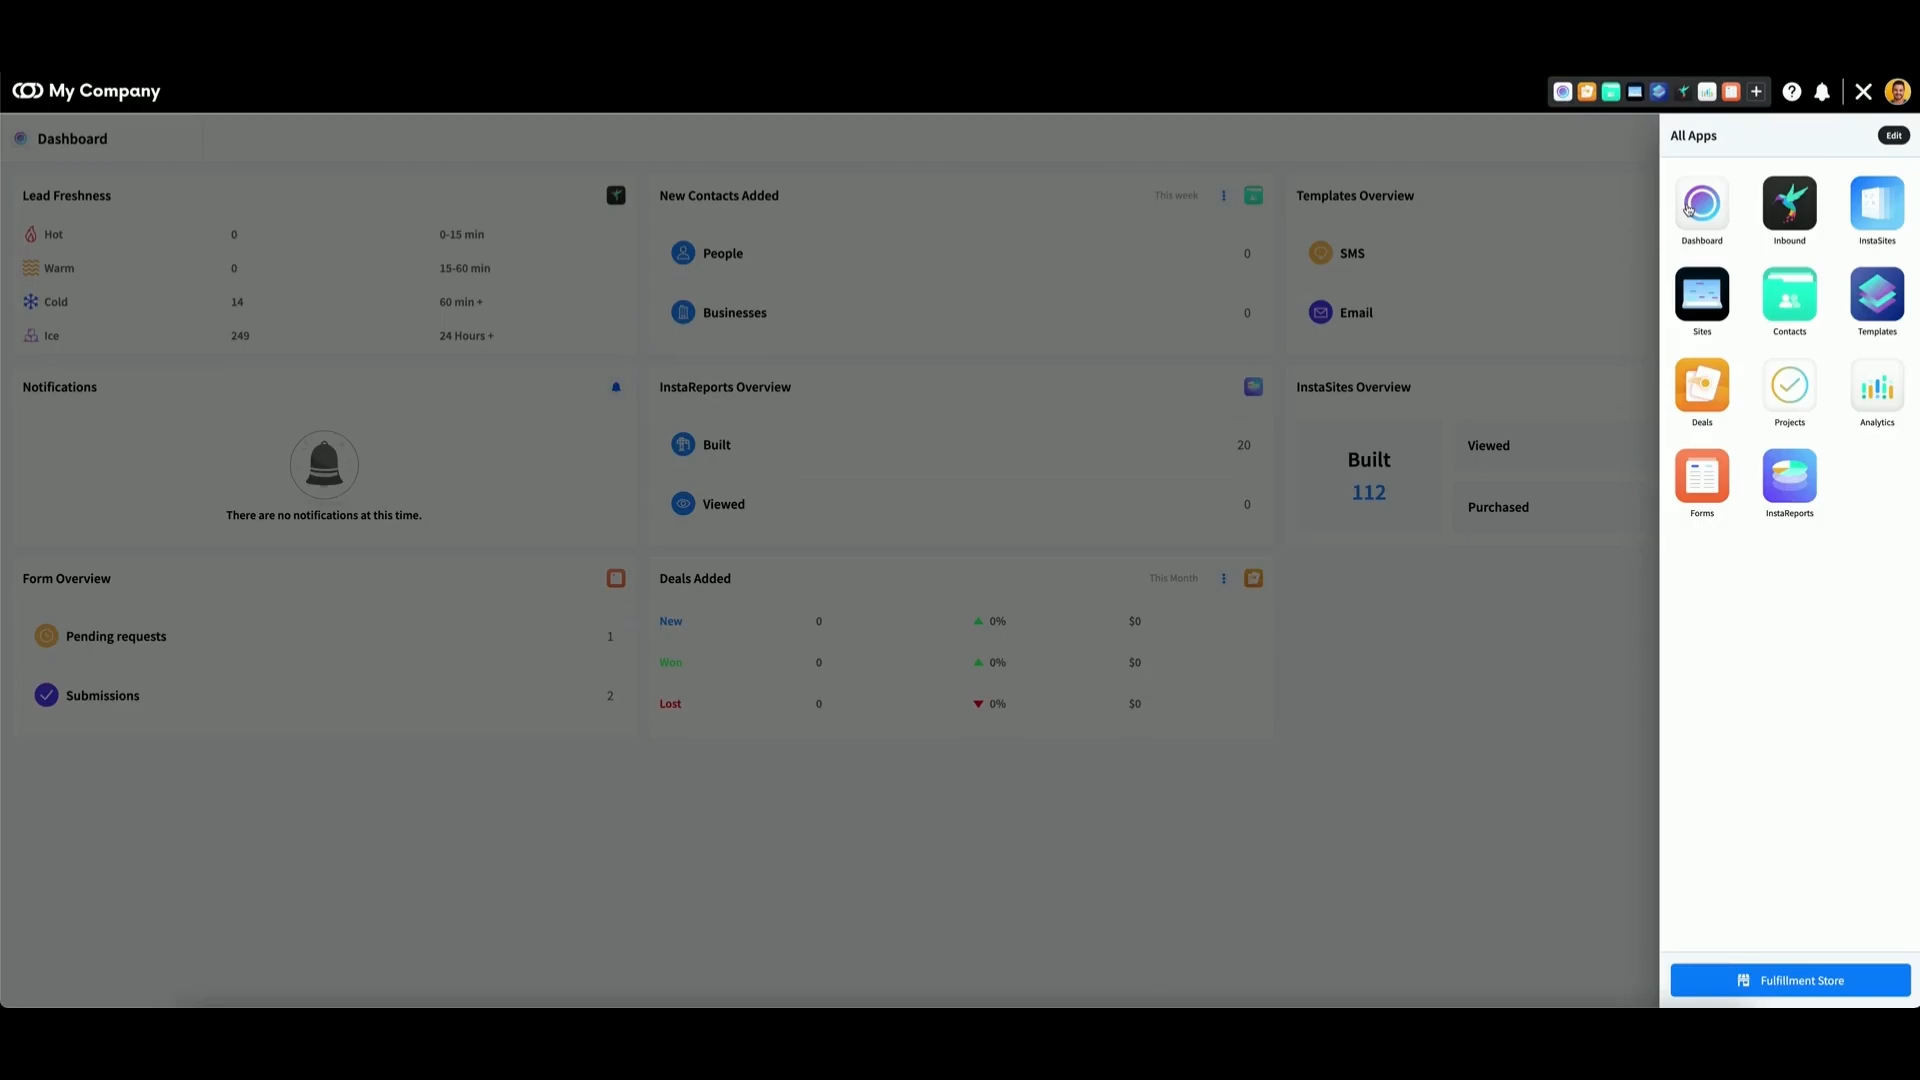 My Company
Dashboard
All Apps
Edit
Lead Freshness
Hot 0 0-15 min
Warm 0 15-60 min
Cold 14 60 min +
Ice 249 24 Hours +
New Contacts Added This week
People 0
Businesses 0
Templates Overview
SMS
Email
Notifications
There are no notifications at this time.
InstaReports Overview
Built 20
Viewed 0
InstaSites Overview
Built
112
Viewed
Purchased
Form Overview
Pending requests 1
Submissions 2
Deals Added This Month
New 0 0% $0
Won 0 0% $0
Lost 0 0% $0
Dashboard Inbound InstaSites
Sites Contacts Templates
Deals Projects Analytics
Forms InstaReports
Fulfillment Store